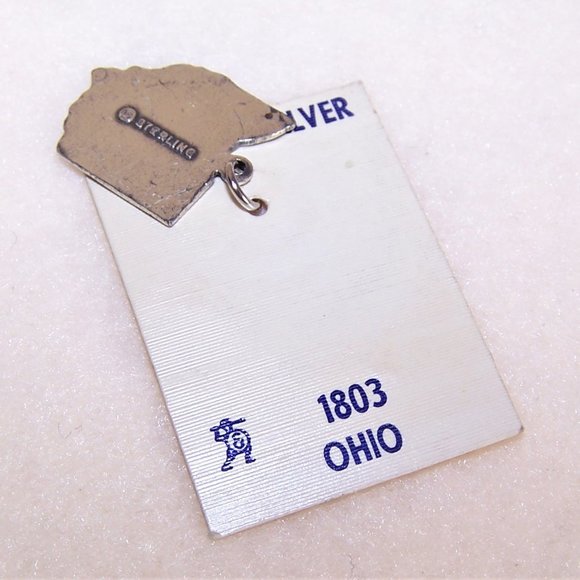 STERLING
LVER
1803
OHIO
&